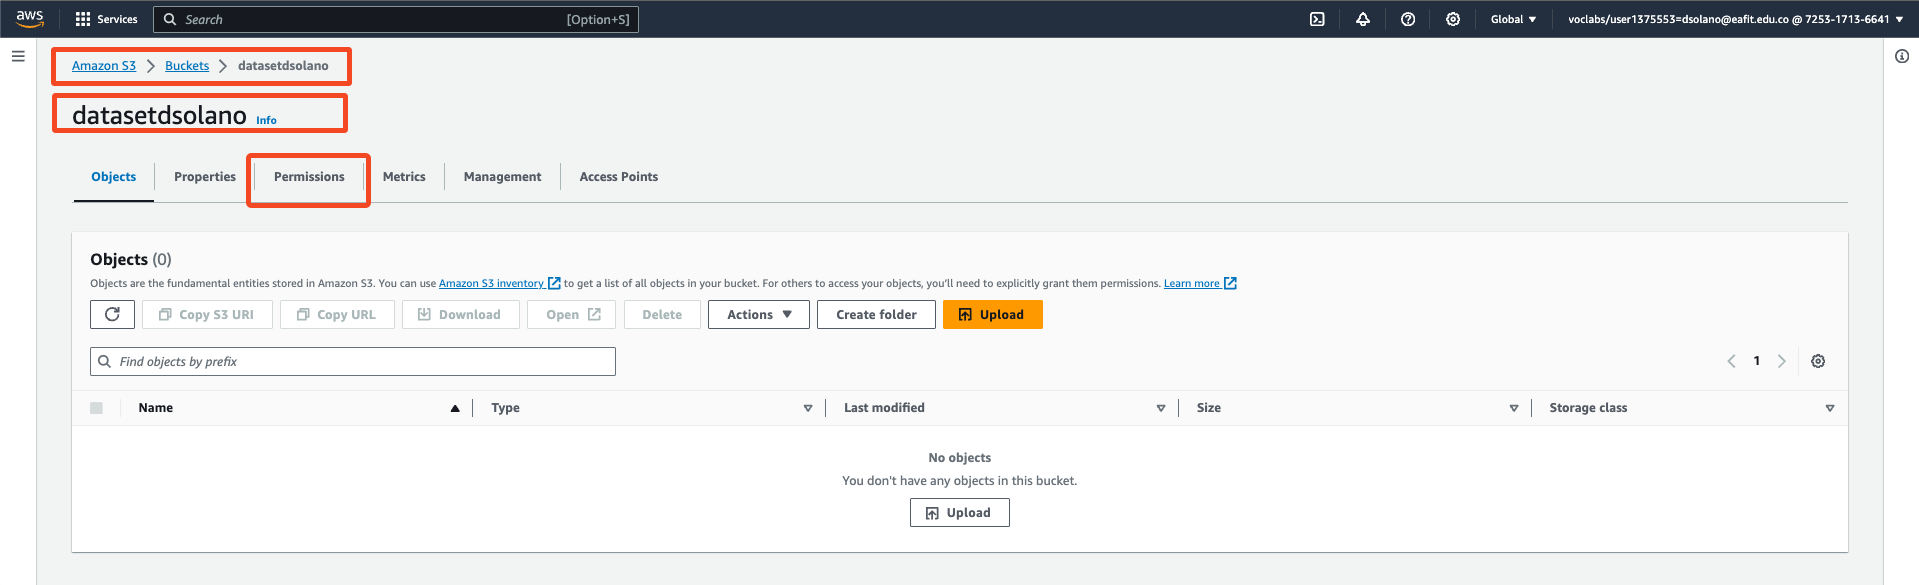 aws Services Search [Option+S] Global voclabs/user1375553=dsolano@eafit.edu.co @ 7253-1713-6641
Amazon S3 Buckets datasetdsolano
datasetdsolano Info
Objects Properties Permissions Metrics Management Access Points
Objects (0)
Objects are the fundamental entities stored in Amazon S3. You can use Amazon S3 inventory to get a list of all objects in your bucket. For others to access your objects, you'll need to explicitly grant them permissions. Learn more
Copy S3 URI Copy URL Download Open Delete Actions Create folder Upload
Find objects by prefix 1
Name Type Last modified Size Storage class
No objects
You don't have any objects in this bucket.
Upload